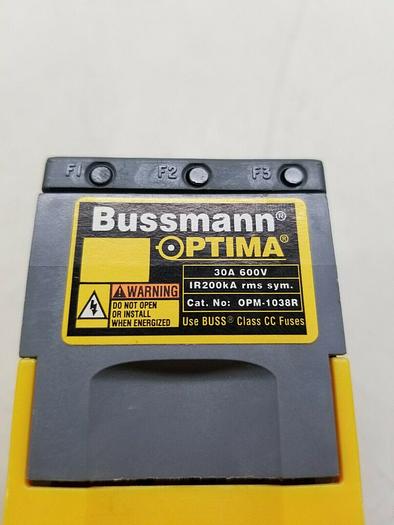 F1 F2 F3
Bussmann®
OPTIMA®
30A 600V
IR200kA rms sym.
Cat. No: OPM-1038R
WARNING
DO NOT OPEN
OR INSTALL
WHEN ENERGIZED
Use BUSS® Class CC Fuses